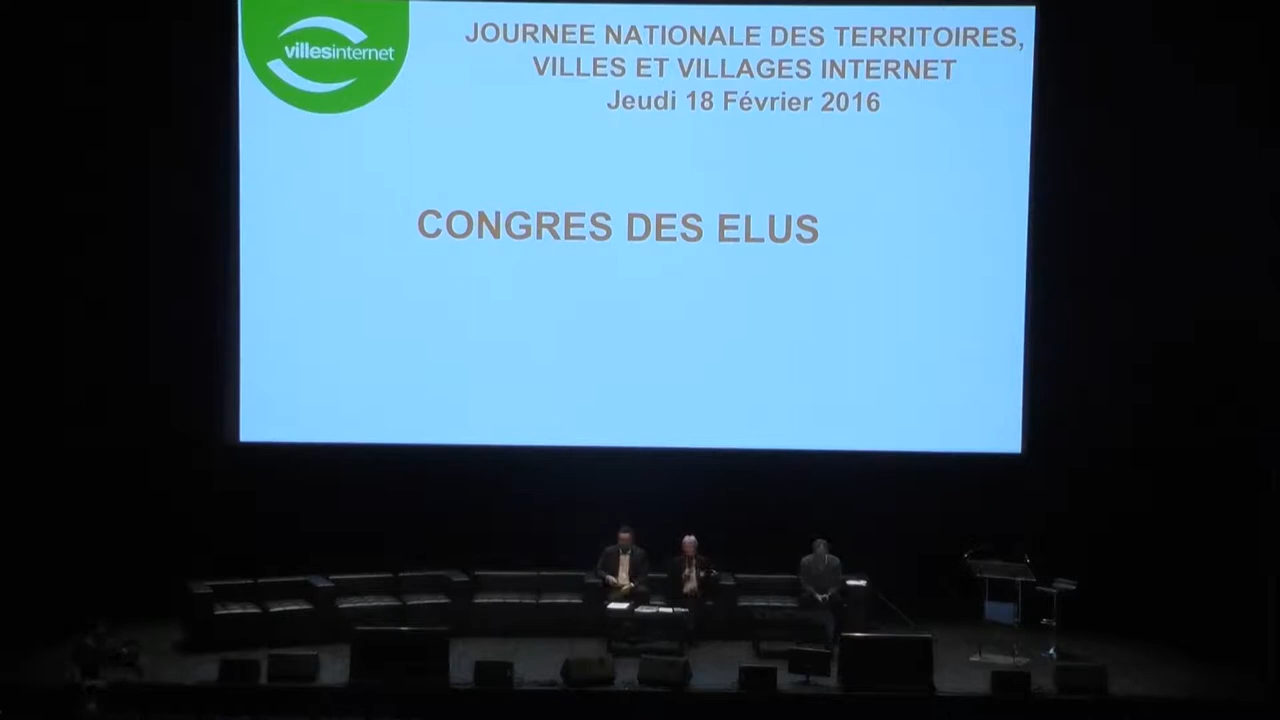 villesinternet
JOURNEE NATIONALE DES TERRITOIRES,
VILLES ET VILLAGES INTERNET
Jeudi 18 Février 2016
CONGRES DES ELUS